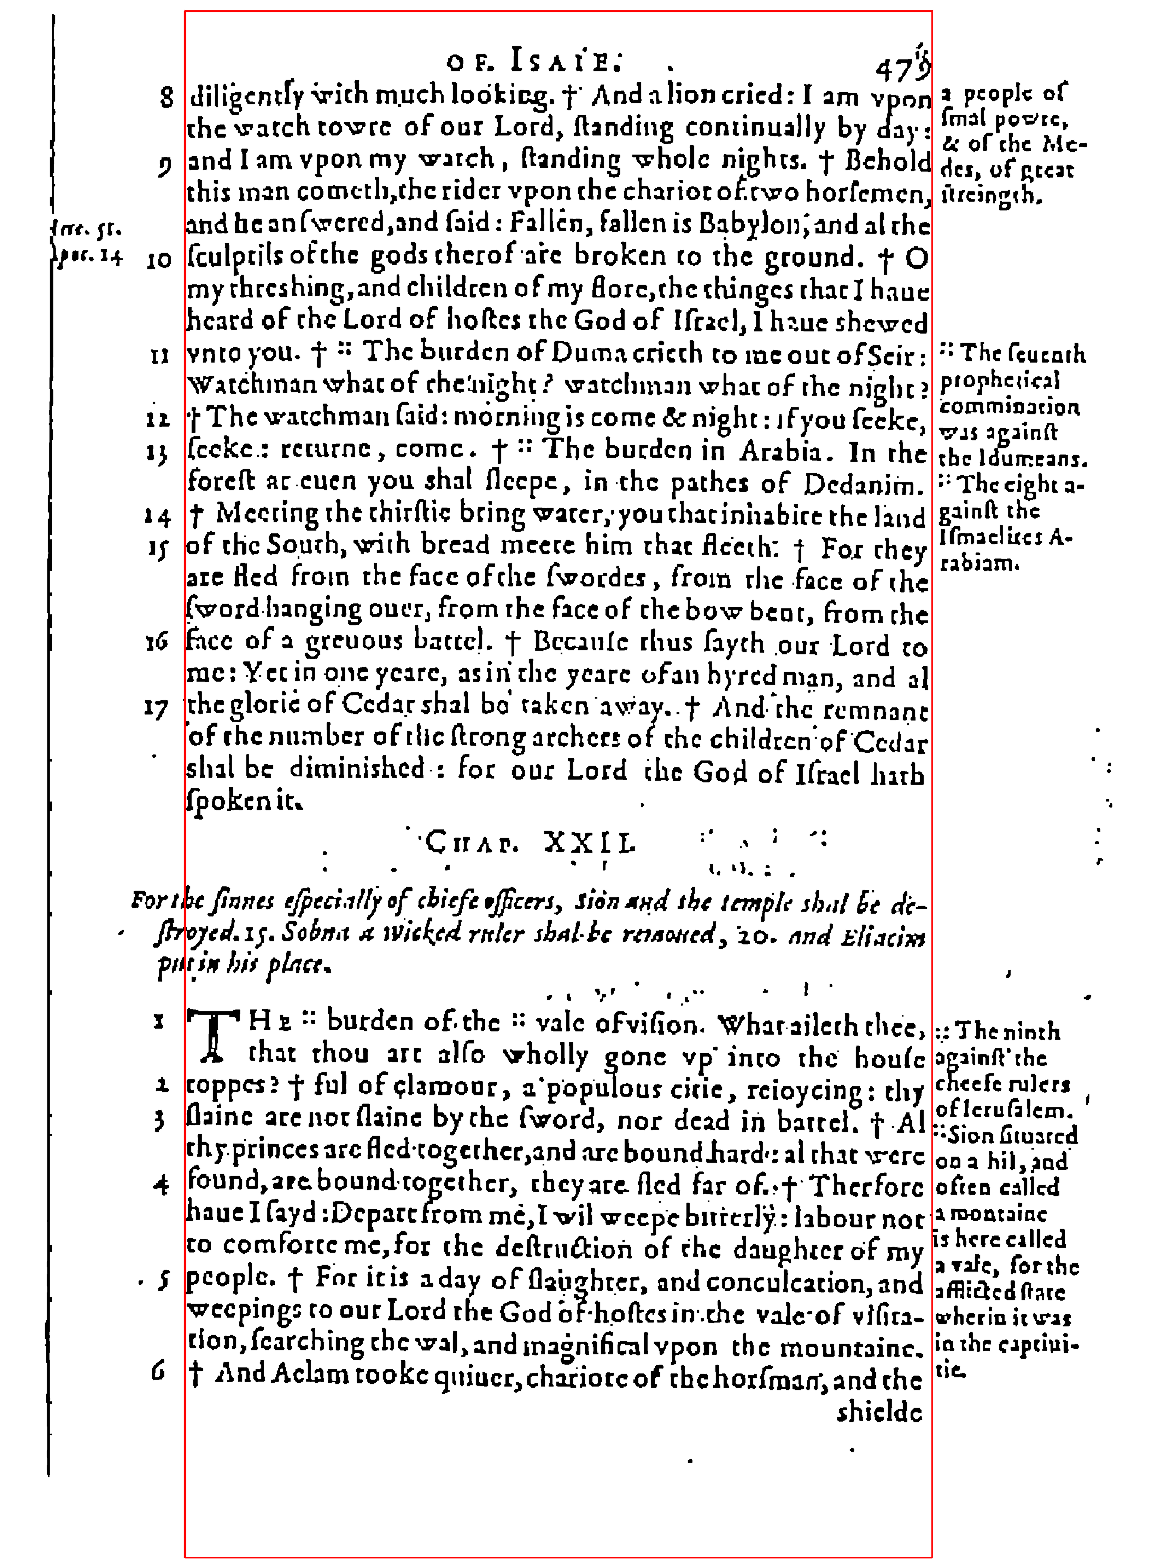 OF. ISAIE. 479
8 diligently with much looking. † And a lion cried: I am vpon
the watch towre of our Lord, ſtanding continually by day:
9 and I am vpon my watch, ſtanding whole nights. † Behold
this man cometh, the rider vpon the chariot of two horſemen,
and he anſwered, and ſaid: Fallen, fallen is Babylon, and al the
10 ſculptils of the gods therof are broken to the ground. † O
my threshing, and children of my flore, the thinges that I haue
heard of the Lord of hoſtes the God of Iſrael, I haue shewed
11 vnto you. † :: The burden of Duma crieth to me out of Seir:
Watchman what of the night? watchman what of the night?
12 † The watchman ſaid: morning is come & night: if you ſeeke,
13 ſeeke: returne, come. † :: The burden in Arabia. In the
foreſt at euen you shal ſleepe, in the pathes of Dedanim.
14 † Meeting the thirſtie bring water, you that inhabite the land
15 of the South, with bread meete him that fleeth. † For they
are fled from the face of the ſwordes, from the face of the
ſword hanging ouer, from the face of the bow bent, from the
16 face of a greuous battel. † Becauſe thus ſayth our Lord to
me: Yet in one yeare, as in the yeare of an hyred man, and al
17 the glorie of Cedar shal be taken away. † And the remnant
of the number of the ſtrong archers of the children of Cedar
shal be diminished: for our Lord the God of Iſrael hath
ſpoken it.
Iere. 51.
Apoc. 14
a people of
ſmal powre,
& of the Me-
des, of great
ſtreingth.
:: The ſeuenth
prophetical
commination
was againſt
the Idumeans.
:: The eight a-
gainſt the
Iſmaelites A-
rabiam.
CHAP. XXII.
For the ſinnes eſpecially of chiefe officers, Sion and the temple shal be de-
ſtroyed. 15. Sobna a wicked ruler shal be remoued, 20. and Eliacim
put in his place.
1 THE :: burden of the :: vale of viſion. What aileth thee,
that thou art alſo wholly gone vp into the houſe
2 toppes? † ful of clamour, a populous citie, reioycing: thy
3 ſlaine are not ſlaine by the ſword, nor dead in battel. † Al
thy princes are fled together, and are bound hard: al that were
4 found, are bound together, they are fled far of. † Therfore
haue I ſayd: Depart from me, I wil weepe bitterly: labour not
to comforte me, for the deſtruction of the daughter of my
5 people. † For it is a day of ſlaughter, and conculcation, and
weepings to our Lord the God of hoſtes in the vale of viſita-
tion, ſearching the wal, and magnifical vpon the mountaine.
6 † And Aelam tooke quiuer, chariote of the horſman, and the
shielde
:: The ninth
againſt the
cheefe rulers
of Ieruſalem.
:: Sion ſituated
on a hil, and
often called
a montaine
is here called
a vale, for the
afflicted ſtate
wherin it was
in the captiui-
tie.